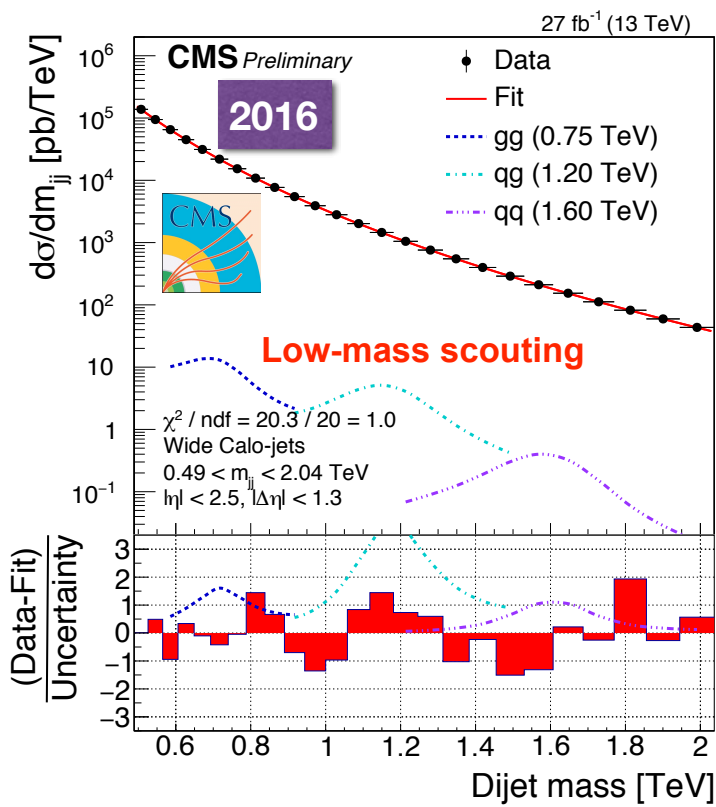 27 fb⁻¹ (13 TeV)
CMS Preliminary
2016
Data
Fit
gg (0.75 TeV)
qg (1.20 TeV)
qq (1.60 TeV)
dσ/dm_jj [pb/TeV]
10⁵
10⁴
10³
10²
10
1
10⁻¹
CMS
Low-mass scouting
χ² / ndf = 20.3 / 20 = 1.0
Wide Calo-jets
0.49 < m_jj < 2.04 TeV
|η| < 2.5, |Δη| < 1.3
(Data-Fit)
Uncertainty
3
2
1
0
-1
-2
-3
0.6 0.8 1 1.2 1.4 1.6 1.8 2
Dijet mass [TeV]